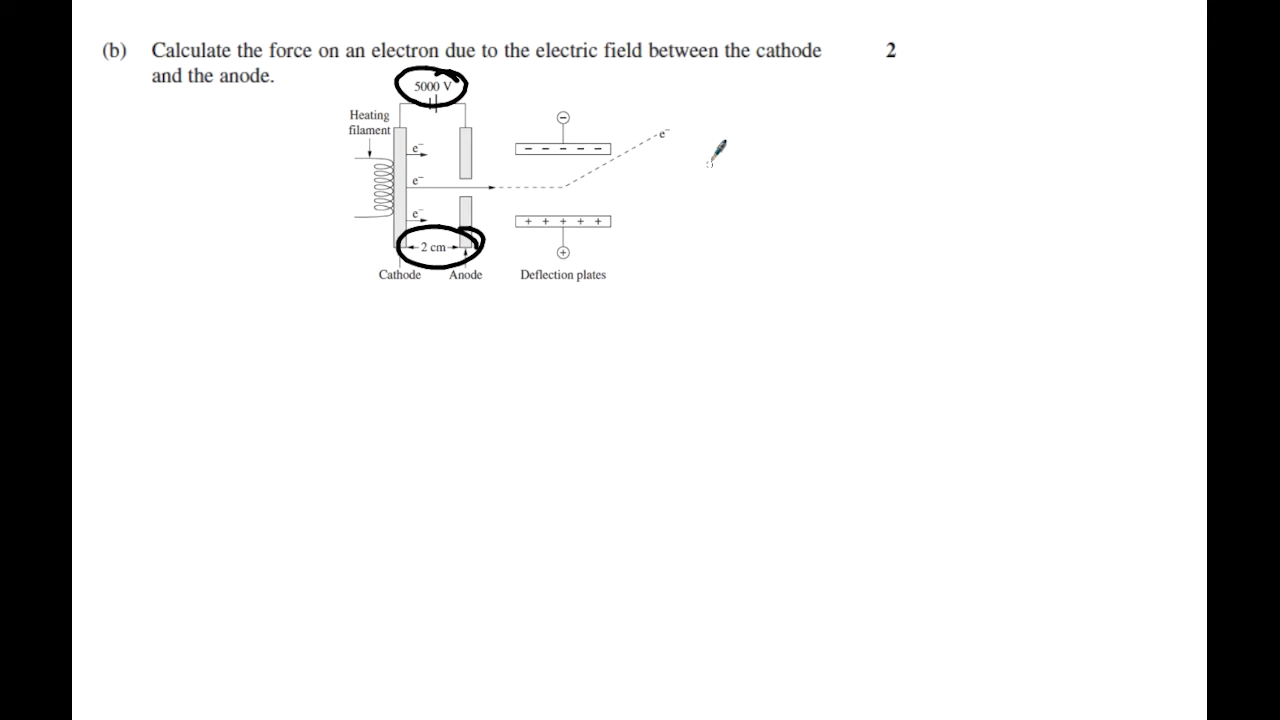 (b) Calculate the force on an electron due to the electric field between the cathode 2
and the anode.
5000 V
Heating
filament
−
e−
− − − − −
e−
e−
e−
+ + + + +
2 cm
+
Cathode Anode Deflection plates